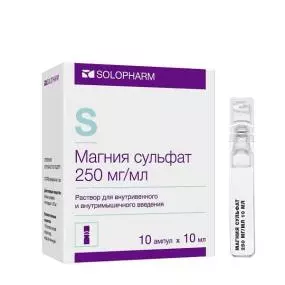 SOLOPHARM
S
Магния сульфат
250 мг/мл
Раствор для внутривенного
и внутримышечного введения
10 ампул х 10 мл
МАГНИЯ СУЛЬФАТ
250 МГ/МЛ 10 МЛ